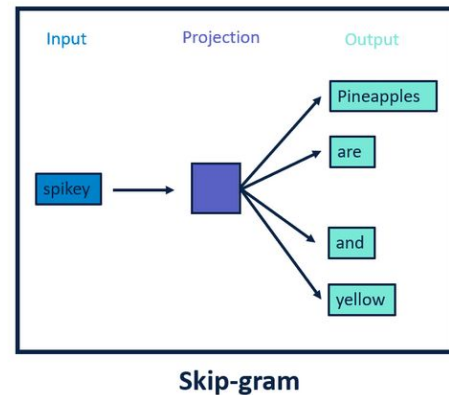 Input Projection Output
Pineapples
are
spikey
and
yellow
Skip-gram